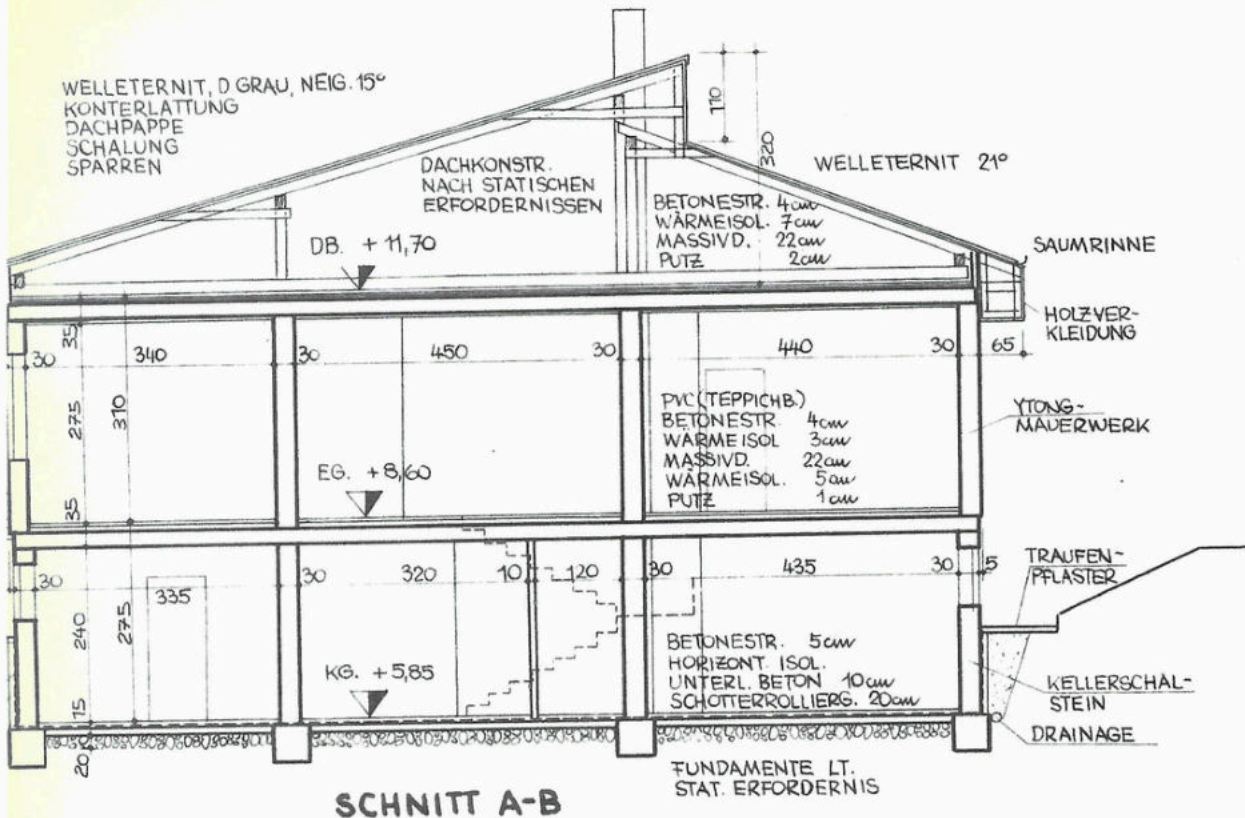 WELLETERNIT, D GRAU, NEIG. 15°
KONTERLATTUNG
DACHPAPPE
SCHALUNG
SPARREN
110
320
WELLETERNIT 21°
DACHKONSTR.
NACH STATISCHEN
ERFORDERNISSEN
BETONESTR. 4cm
WÄRMEISOL. 7cm
MASSIVD. 22cm
PUTZ 2cm
DB. + 11,70
SAUMRINNE
HOLZVER-
KLEIDUNG
35
30 340 30 450 30 440 30 65
275
310
PVC (TEPPICHB.)
BETONESTR. 4cm
WÄRMEISOL 3cm
MASSIVD. 22cm
WÄRMEISOL. 5cm
PUTZ 1cm
YTONG-
MAUERWERK
EG. + 8,60
35
30 335 30 320 10 120 30 435 30 5
TRAUFEN-
PFLASTER
240
275
BETONESTR. 5cm
HORIZONT. ISOL.
UNTERL. BETON 10cm
SCHOTTERROLLIERG. 20cm
KG. + 5,85
KELLERSCHAL-
STEIN
DRAINAGE
15
20
FUNDAMENTE LT.
STAT. ERFORDERNIS
SCHNITT A-B